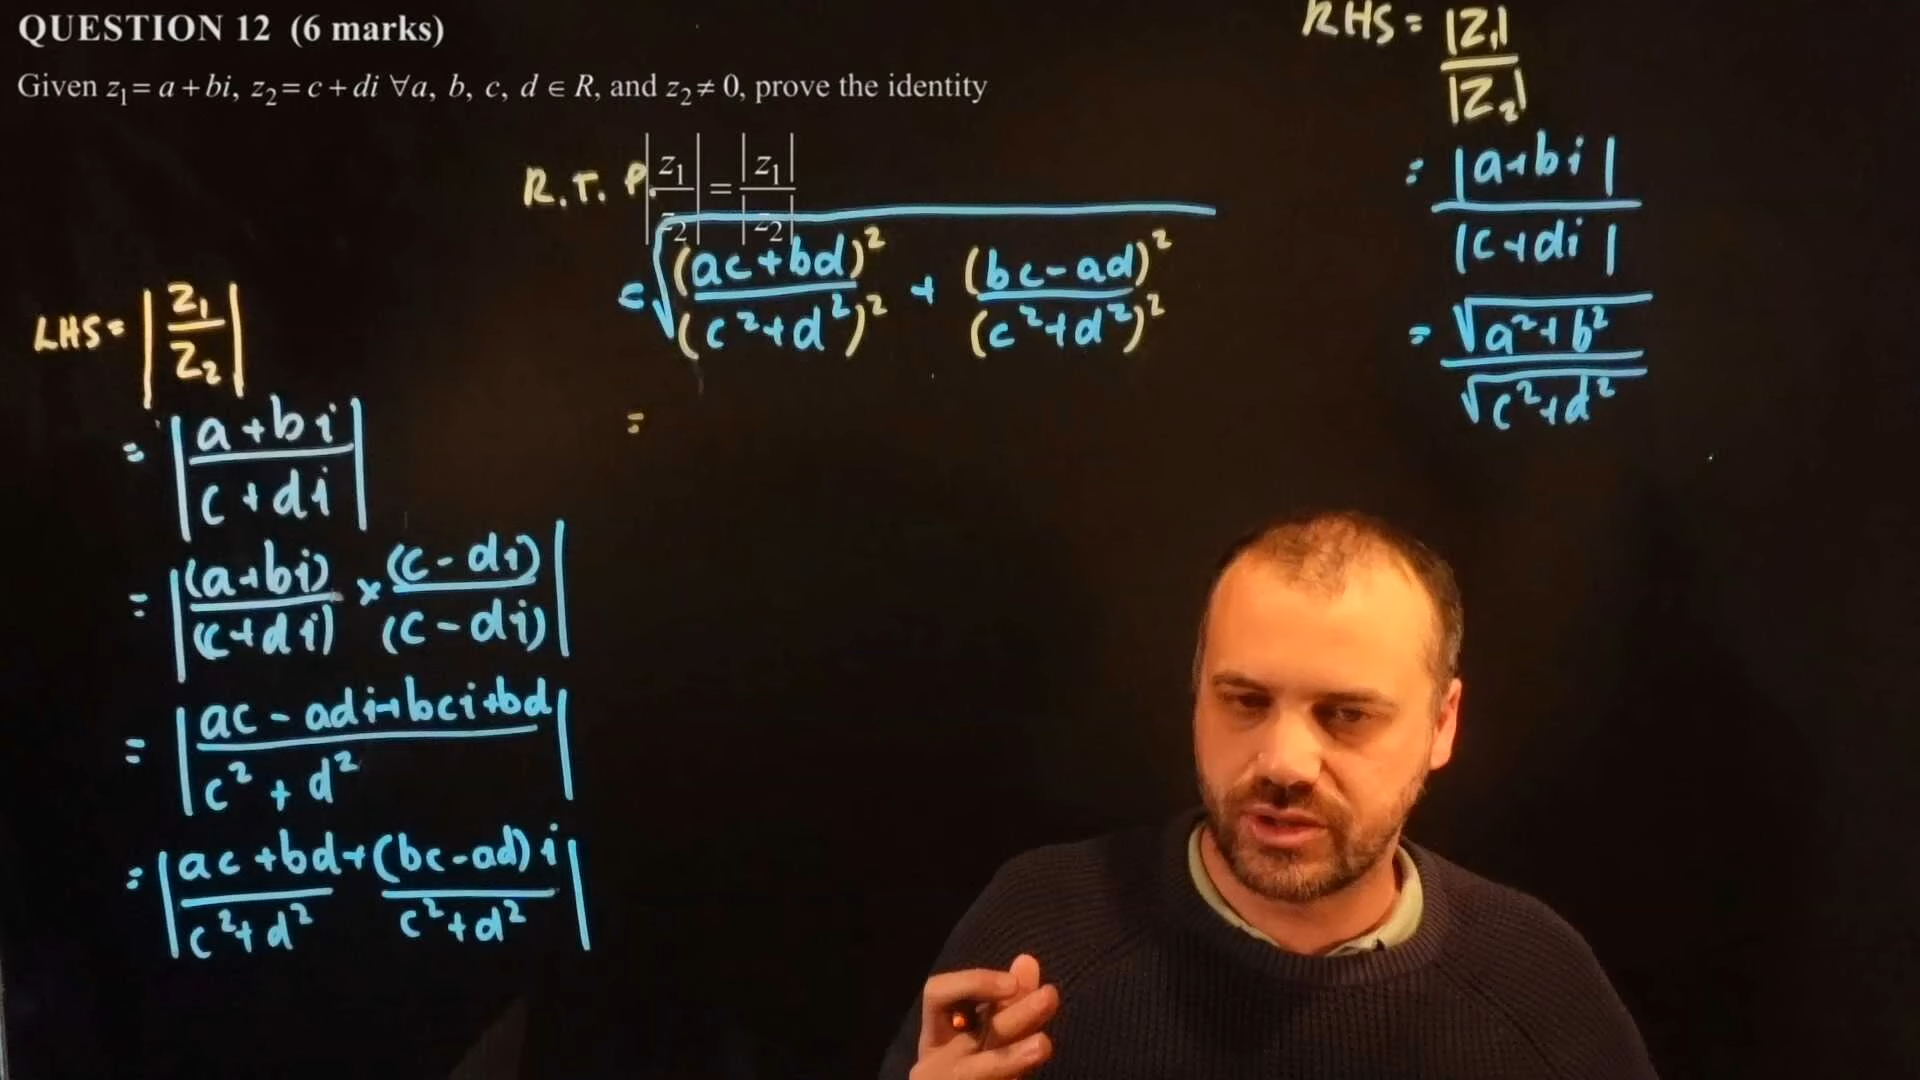 QUESTION 12 (6 marks)
Given z₁ = a + bi, z₂ = c + di ∀a, b, c, d ∈ R, and z₂ ≠ 0, prove the identity
R.T.P. |z₁/z₂| = |z₁|/|z₂|
LHS = |z₁/z₂|
= |(a+bi)/(c+di)|
= |(a+bi)/(c+di) × (c-di)/(c-di)|
= |(ac - adi + bci + bd)/(c² + d²)|
= |(ac+bd)/(c²+d²) + (bc-ad)i/(c²+d²)|
= √((ac+bd)²/(c²+d²)² + (bc-ad)²/(c²+d²)²)
=
RHS = |z₁|/|z₂|
= |a+bi|/|c+di|
= √(a²+b²)/√(c²+d²)